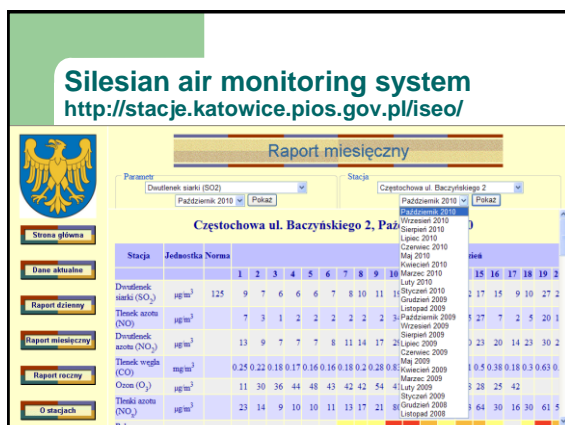 Silesian air monitoring system
http://stacje.katowice.pios.gov.pl/iseo/
Raport miesięczny
Parametr
Dwutlenek siarki (SO2)
Październik 2010
Pokaż
Stacja
Częstochowa ul. Baczyńskiego 2
Październik 2010
Pokaż
Październik 2010
Wrzesień 2010
Sierpień 2010
Lipiec 2010
Czerwiec 2010
Maj 2010
Kwiecień 2010
Marzec 2010
Luty 2010
Styczeń 2010
Grudzień 2009
Listopad 2009
Październik 2009
Wrzesień 2009
Sierpień 2009
Lipiec 2009
Czerwiec 2009
Maj 2009
Kwiecień 2009
Marzec 2009
Luty 2009
Styczeń 2009
Grudzień 2008
Listopad 2008
Strona główna
Dane aktualne
Raport dzienny
Raport miesięczny
Raport roczny
O stacjach
Częstochowa ul. Baczyńskiego 2, Paź 0
Stacja Jednostka Norma zień
1 2 3 4 5 6 7 8 9 10 15 16 17 18 19 2
Dwutlenek siarki (SO2) µg/m3 125 9 7 6 6 6 7 8 10 11 2 17 15 9 10 27 2
Tlenek azotu (NO) µg/m3 7 3 1 2 2 2 2 2 2 5 27 7 2 5 20 1
Dwutlenek azotu (NO2) µg/m3 13 9 7 7 7 8 11 14 17 23 20 14 23 30 2
Tlenek węgla (CO) mg/m3 0.25 0.22 0.18 0.17 0.16 0.16 0.18 0.2 0.28 0.5 0.38 0.18 0.3 0.63
Ozon (O3) µg/m3 11 30 36 44 48 43 42 42 54 28 25 42
Tlenki azotu (NOx) µg/m3 23 14 9 10 10 11 13 17 21 64 30 16 30 61 5